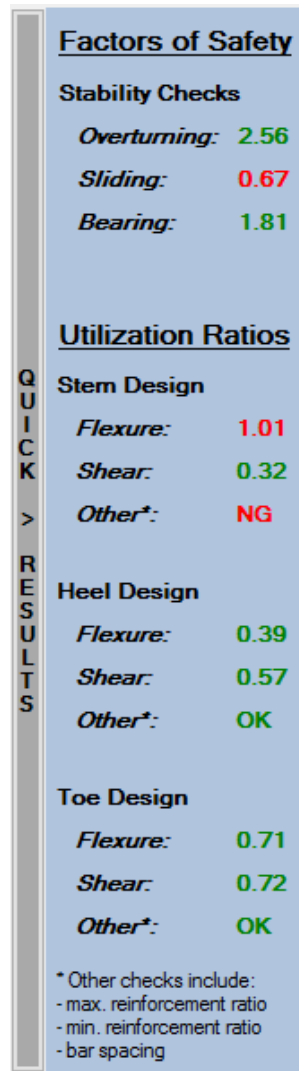 Factors of Safety
Stability Checks
Overturning: 2.56
Sliding: 0.67
Bearing: 1.81
Utilization Ratios
Stem Design
Flexure: 1.01
Shear: 0.32
Other*: NG
Heel Design
Flexure: 0.39
Shear: 0.57
Other*: OK
Toe Design
Flexure: 0.71
Shear: 0.72
Other*: OK
* Other checks include:
- max. reinforcement ratio
- min. reinforcement ratio
- bar spacing
QUICK > RESULTS